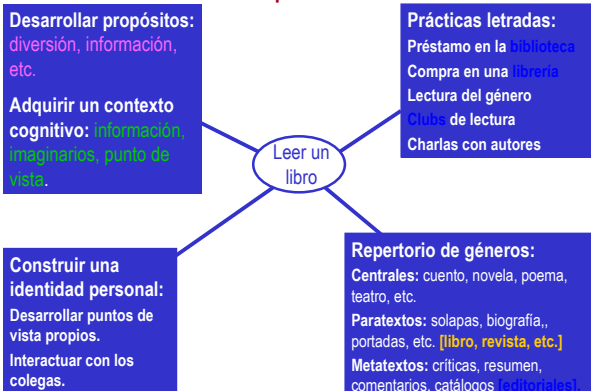 Desarrollar propósitos:
diversión, información,
etc.
Adquirir un contexto
cognitivo: información,
imaginarios, punto de
vista.
Prácticas letradas:
Préstamo en la biblioteca
Compra en una librería
Lectura del género
Clubs de lectura
Charlas con autores
Leer un
libro
Construir una
identidad personal:
Desarrollar puntos de
vista propios.
Interactuar con los
colegas.
Repertorio de géneros:
Centrales: cuento, novela, poema,
teatro, etc.
Paratextos: solapas, biografía,,
portadas, etc. [libro, revista, etc.]
Metatextos: críticas, resumen,
comentarios, catálogos [editoriales],